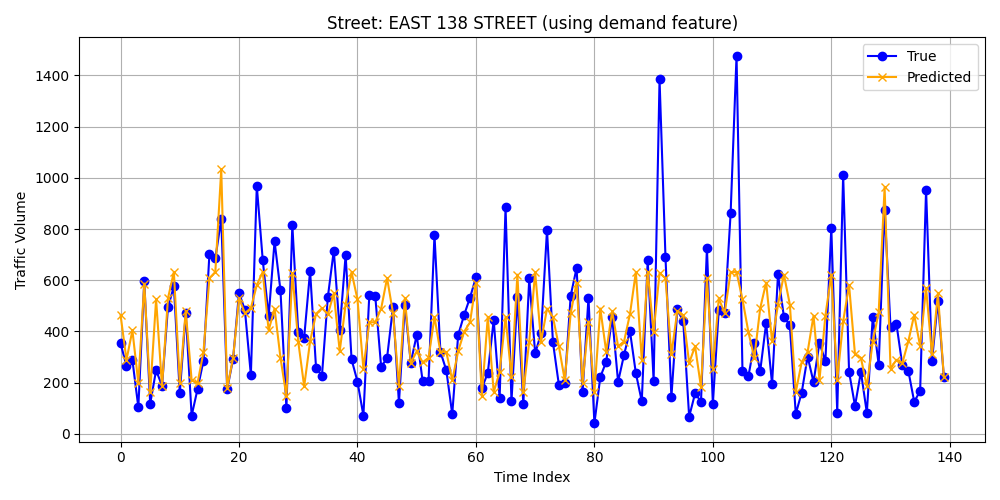 Street: EAST 138 STREET (using demand feature)
True
Predicted
Traffic Volume
1400
1200
1000
800
600
400
200
0
0 20 40 60 80 100 120 140
Time Index